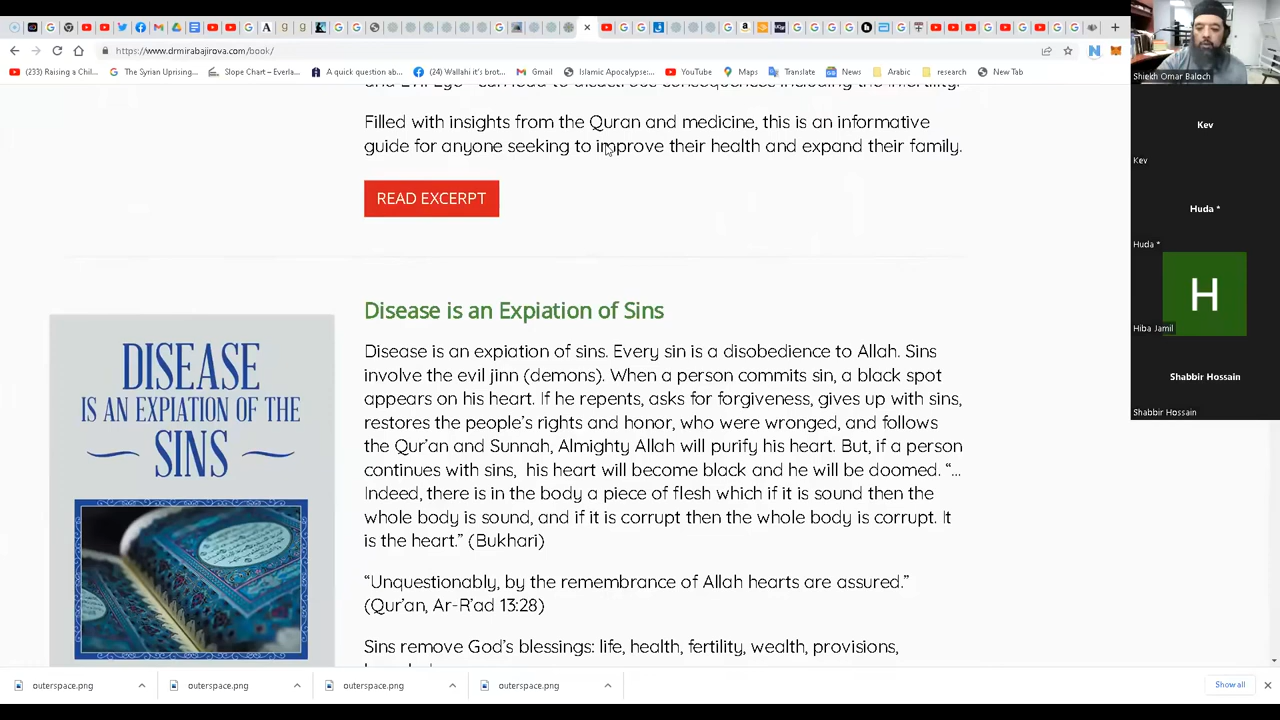 https://www.drmirabajirova.com/book/
(233) Raising a Chil...
The Syrian Uprising...
Slope Chart – Everla...
A quick question ab...
(24) Wallahi it's brot...
Gmail
Islamic Apocalypse:...
YouTube
Maps
Translate
News
Arabic
research
New Tab
Filled with insights from the Quran and medicine, this is an informative
guide for anyone seeking to improve their health and expand their family.
READ EXCERPT
DISEASE
IS AN EXPIATION OF THE
SINS
Disease is an Expiation of Sins
Disease is an expiation of sins. Every sin is a disobedience to Allah. Sins
involve the evil jinn (demons). When a person commits sin, a black spot
appears on his heart. If he repents, asks for forgiveness, gives up with sins,
restores the people's rights and honor, who were wronged, and follows
the Qur'an and Sunnah, Almighty Allah will purify his heart. But, if a person
continues with sins,  his heart will become black and he will be doomed. “...
Indeed, there is in the body a piece of flesh which if it is sound then the
whole body is sound, and if it is corrupt then the whole body is corrupt. It
is the heart.” (Bukhari)
“Unquestionably, by the remembrance of Allah hearts are assured.”
(Qur'an, Ar-R'ad 13:28)
Sins remove God's blessings: life, health, fertility, wealth, provisions,
outerspace.png
outerspace.png
outerspace.png
outerspace.png
Show all
Shiekh Omar Baloch
Kev
Kev
Huda *
Huda *
H
Hiba Jamil
Shabbir Hossain
Shabbir Hossain